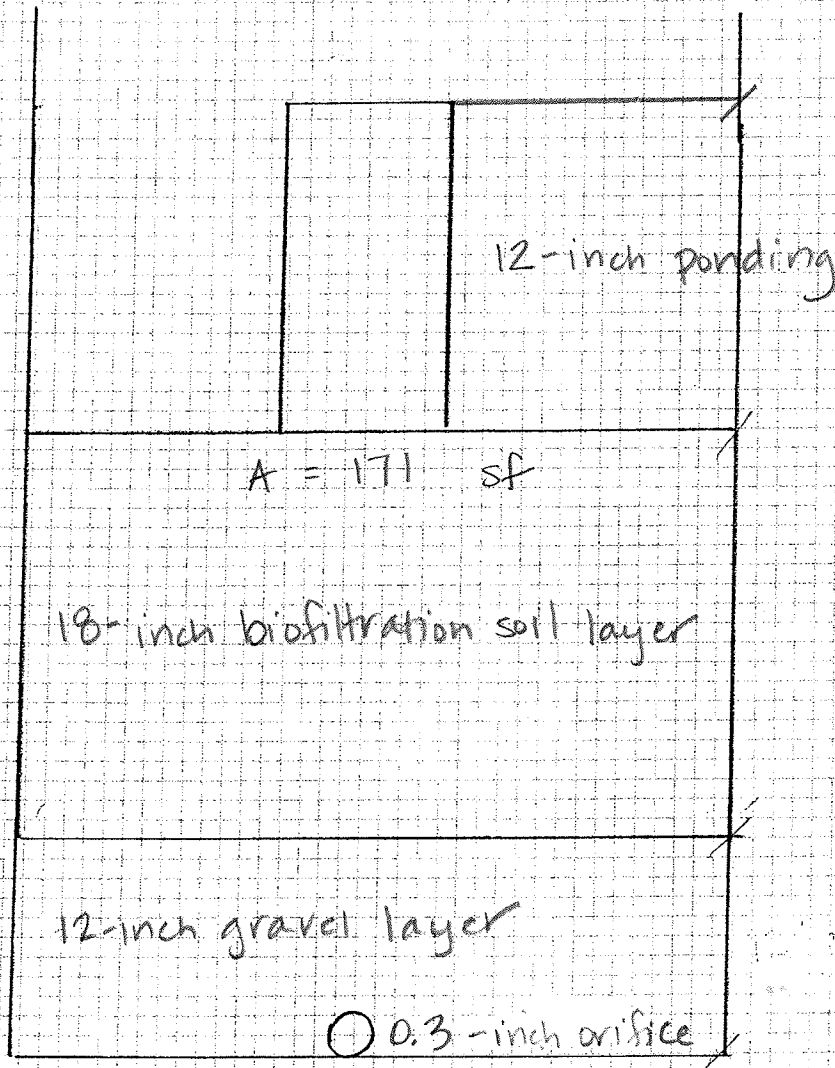 12-inch ponding
A = 171 sf
18-inch biofiltration soil layer
12-inch gravel layer
0.3-inch orifice